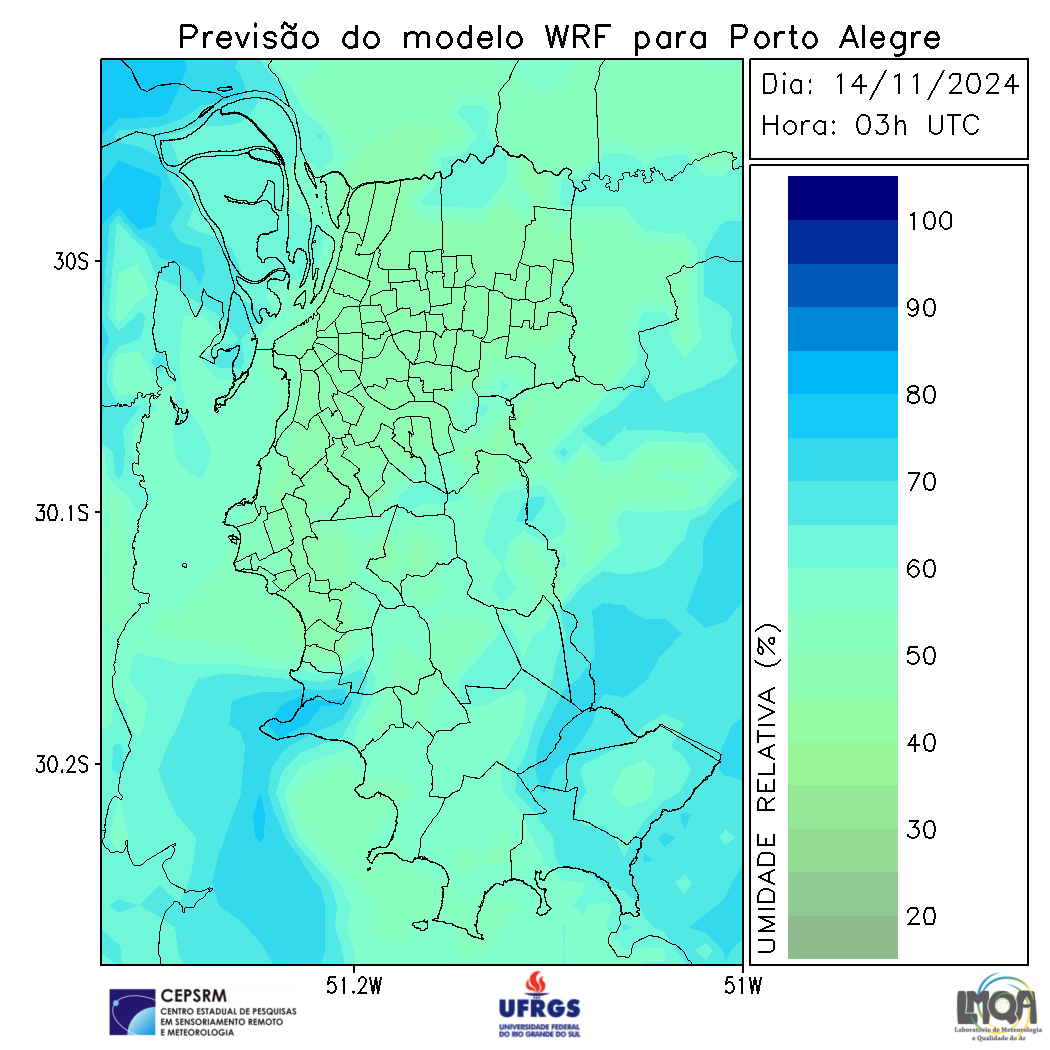 Previsão do modelo WRF para Porto Alegre
Dia: 14/11/2024
Hora: 03h UTC
100
90
80
70
60
50
40
30
20
UMIDADE RELATIVA (%)
30S
30.1S
30.2S
51.2W
51W
CEPSRM
CENTRO ESTADUAL DE PESQUISAS
EM SENSORIAMENTO REMOTO
E METEOROLOGIA
UFRGS
UNIVERSIDADE FEDERAL
DO RIO GRANDE DO SUL
LMQA
Laboratório de Meteorologia
e Qualidade do Ar